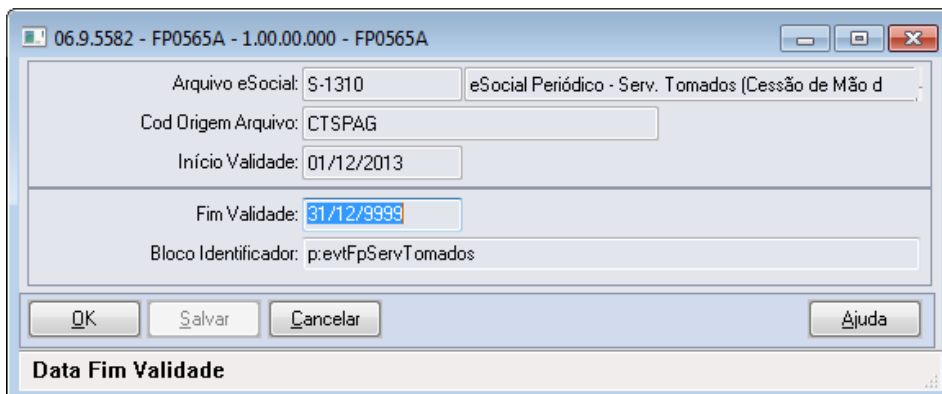 06.9.5582 - FP0565A - 1.00.00.000 - FP0565A
Arquivo eSocial: S-1310 eSocial Periódico - Serv. Tomados (Cessão de Mão d
Cod Origem Arquivo: CTSPAG
Início Validade: 01/12/2013
Fim Validade: 31/12/9999
Bloco Identificador: p:evtFpServTomados
OK Salvar Cancelar Ajuda
Data Fim Validade